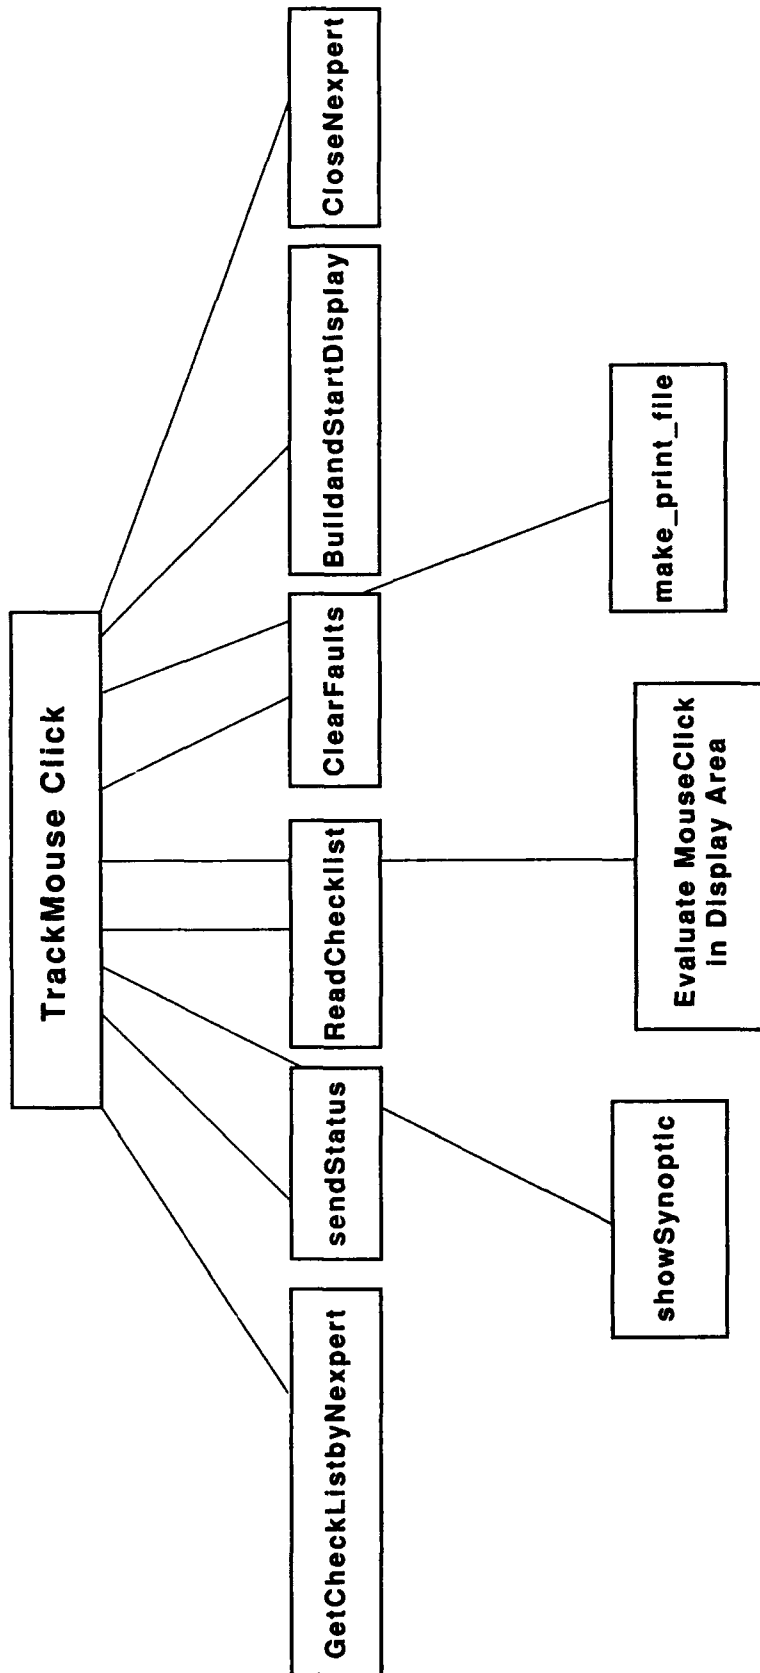 TrackMouse Click
GetCheckListbyNexpert
sendStatus
ReadChecklist
ClearFaults
BuildandStartDisplay
CloseNexpert
showSynoptic
Evaluate MouseClick
in Display Area
make_print_file